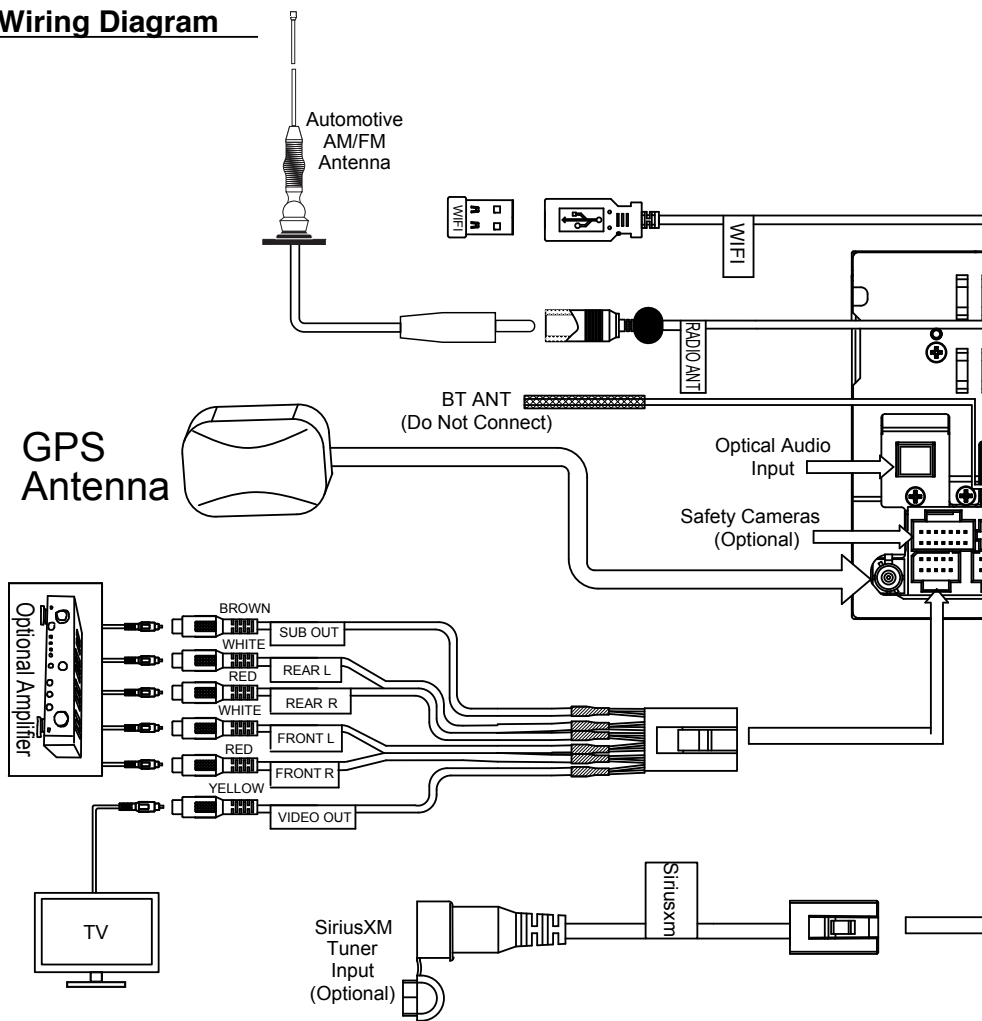 Wiring Diagram
Automotive
AM/FM
Antenna
WIFI
WIFI
RADIO ANT
BT ANT
(Do Not Connect)
GPS
Antenna
Optical Audio
Input
Safety Cameras
(Optional)
Optional Amplifier
BROWN
SUB OUT
WHITE
REAR L
RED
REAR R
WHITE
FRONT L
RED
FRONT R
YELLOW
VIDEO OUT
TV
SiriusXM
Tuner
Input
(Optional)
Siriusxm